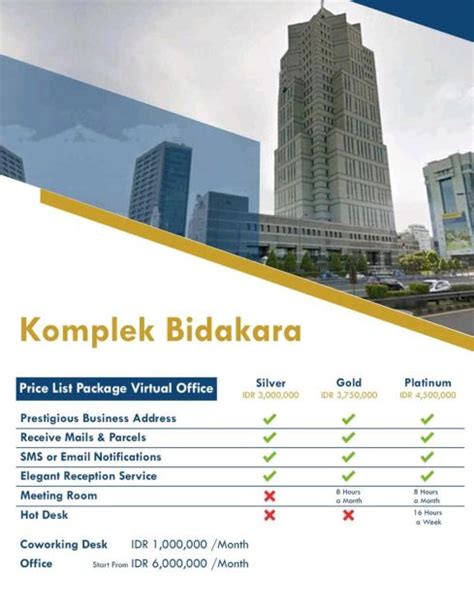 Komplek Bidakara
Price List Package Virtual Office
Silver Gold Platinum
IDR 3,000,000 IDR 3,750,000 IDR 4,500,000
Prestigious Business Address
Receive Mails & Parcels
SMS or Email Notifications
Elegant Reception Service
Meeting Room 8 Hours a Month 8 Hours a Month
Hot Desk 16 Hours a Week
Coworking Desk IDR 1,000,000 /Month
Office Start From IDR 6,000,000 /Month